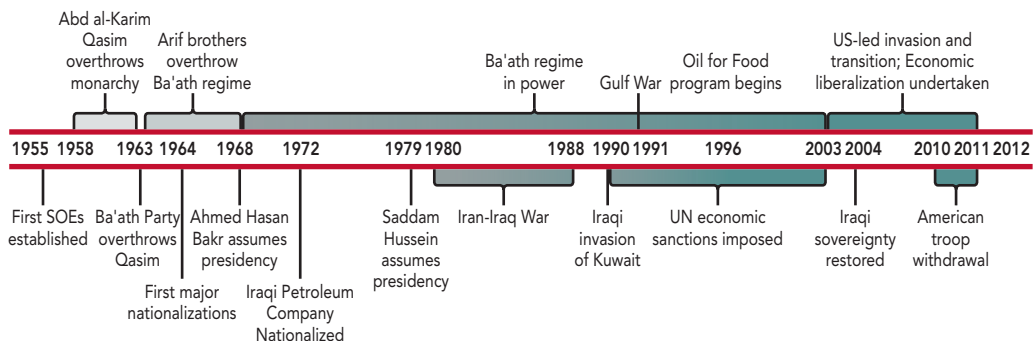 Abd al-Karim
Qasim
overthrows
monarchy
Arif brothers
overthrow
Ba'ath regime
Ba'ath regime
in power
Gulf War
Oil for Food
program begins
US-led invasion and
transition; Economic
liberalization undertaken
1955 1958 1963 1964 1968 1972 1979 1980 1988 1990 1991 1996 2003 2004 2010 2011 2012
First SOEs
established
Ba'ath Party
overthrows
Qasim
First major
nationalizations
Ahmed Hasan
Bakr assumes
presidency
Iraqi Petroleum
Company
Nationalized
Saddam
Hussein
assumes
presidency
Iran-Iraq War
Iraqi
invasion
of Kuwait
UN economic
sanctions imposed
Iraqi
sovereignty
restored
American
troop
withdrawal